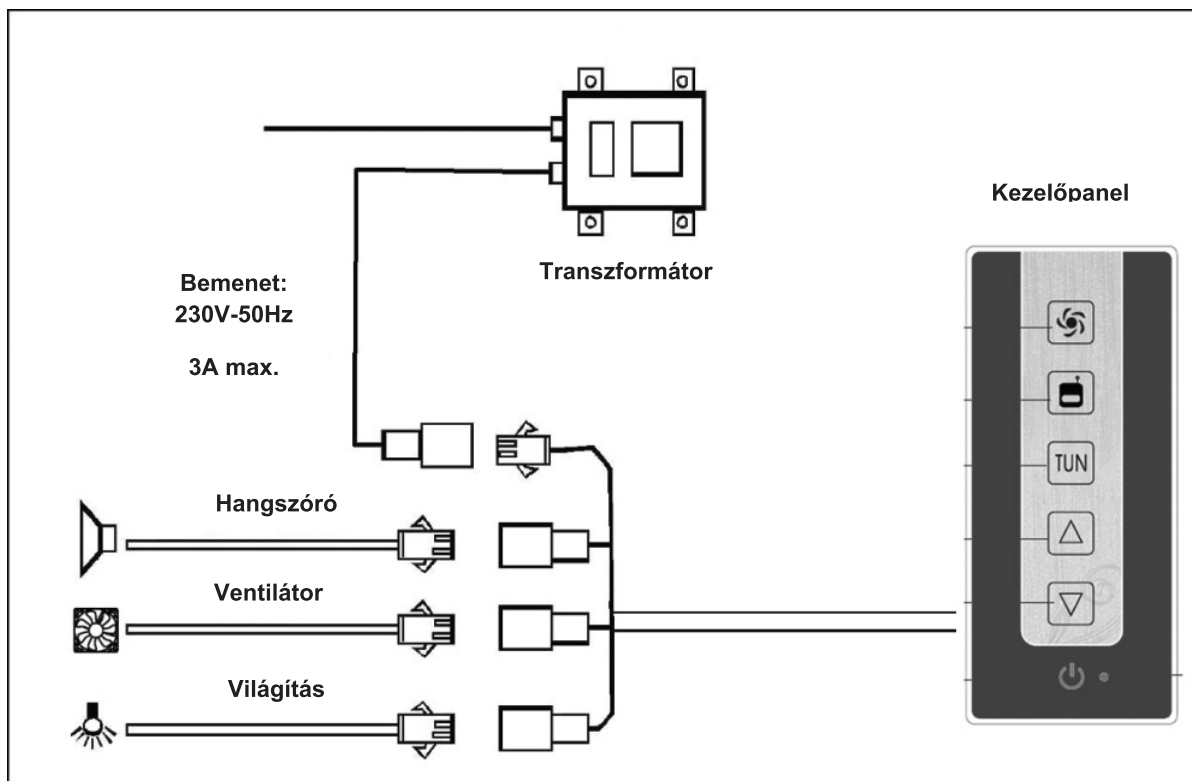 Kezelőpanel
Transzformátor
Bemenet:
230V-50Hz
3A max.
TUN
Hangszóró
Ventilátor
Világítás